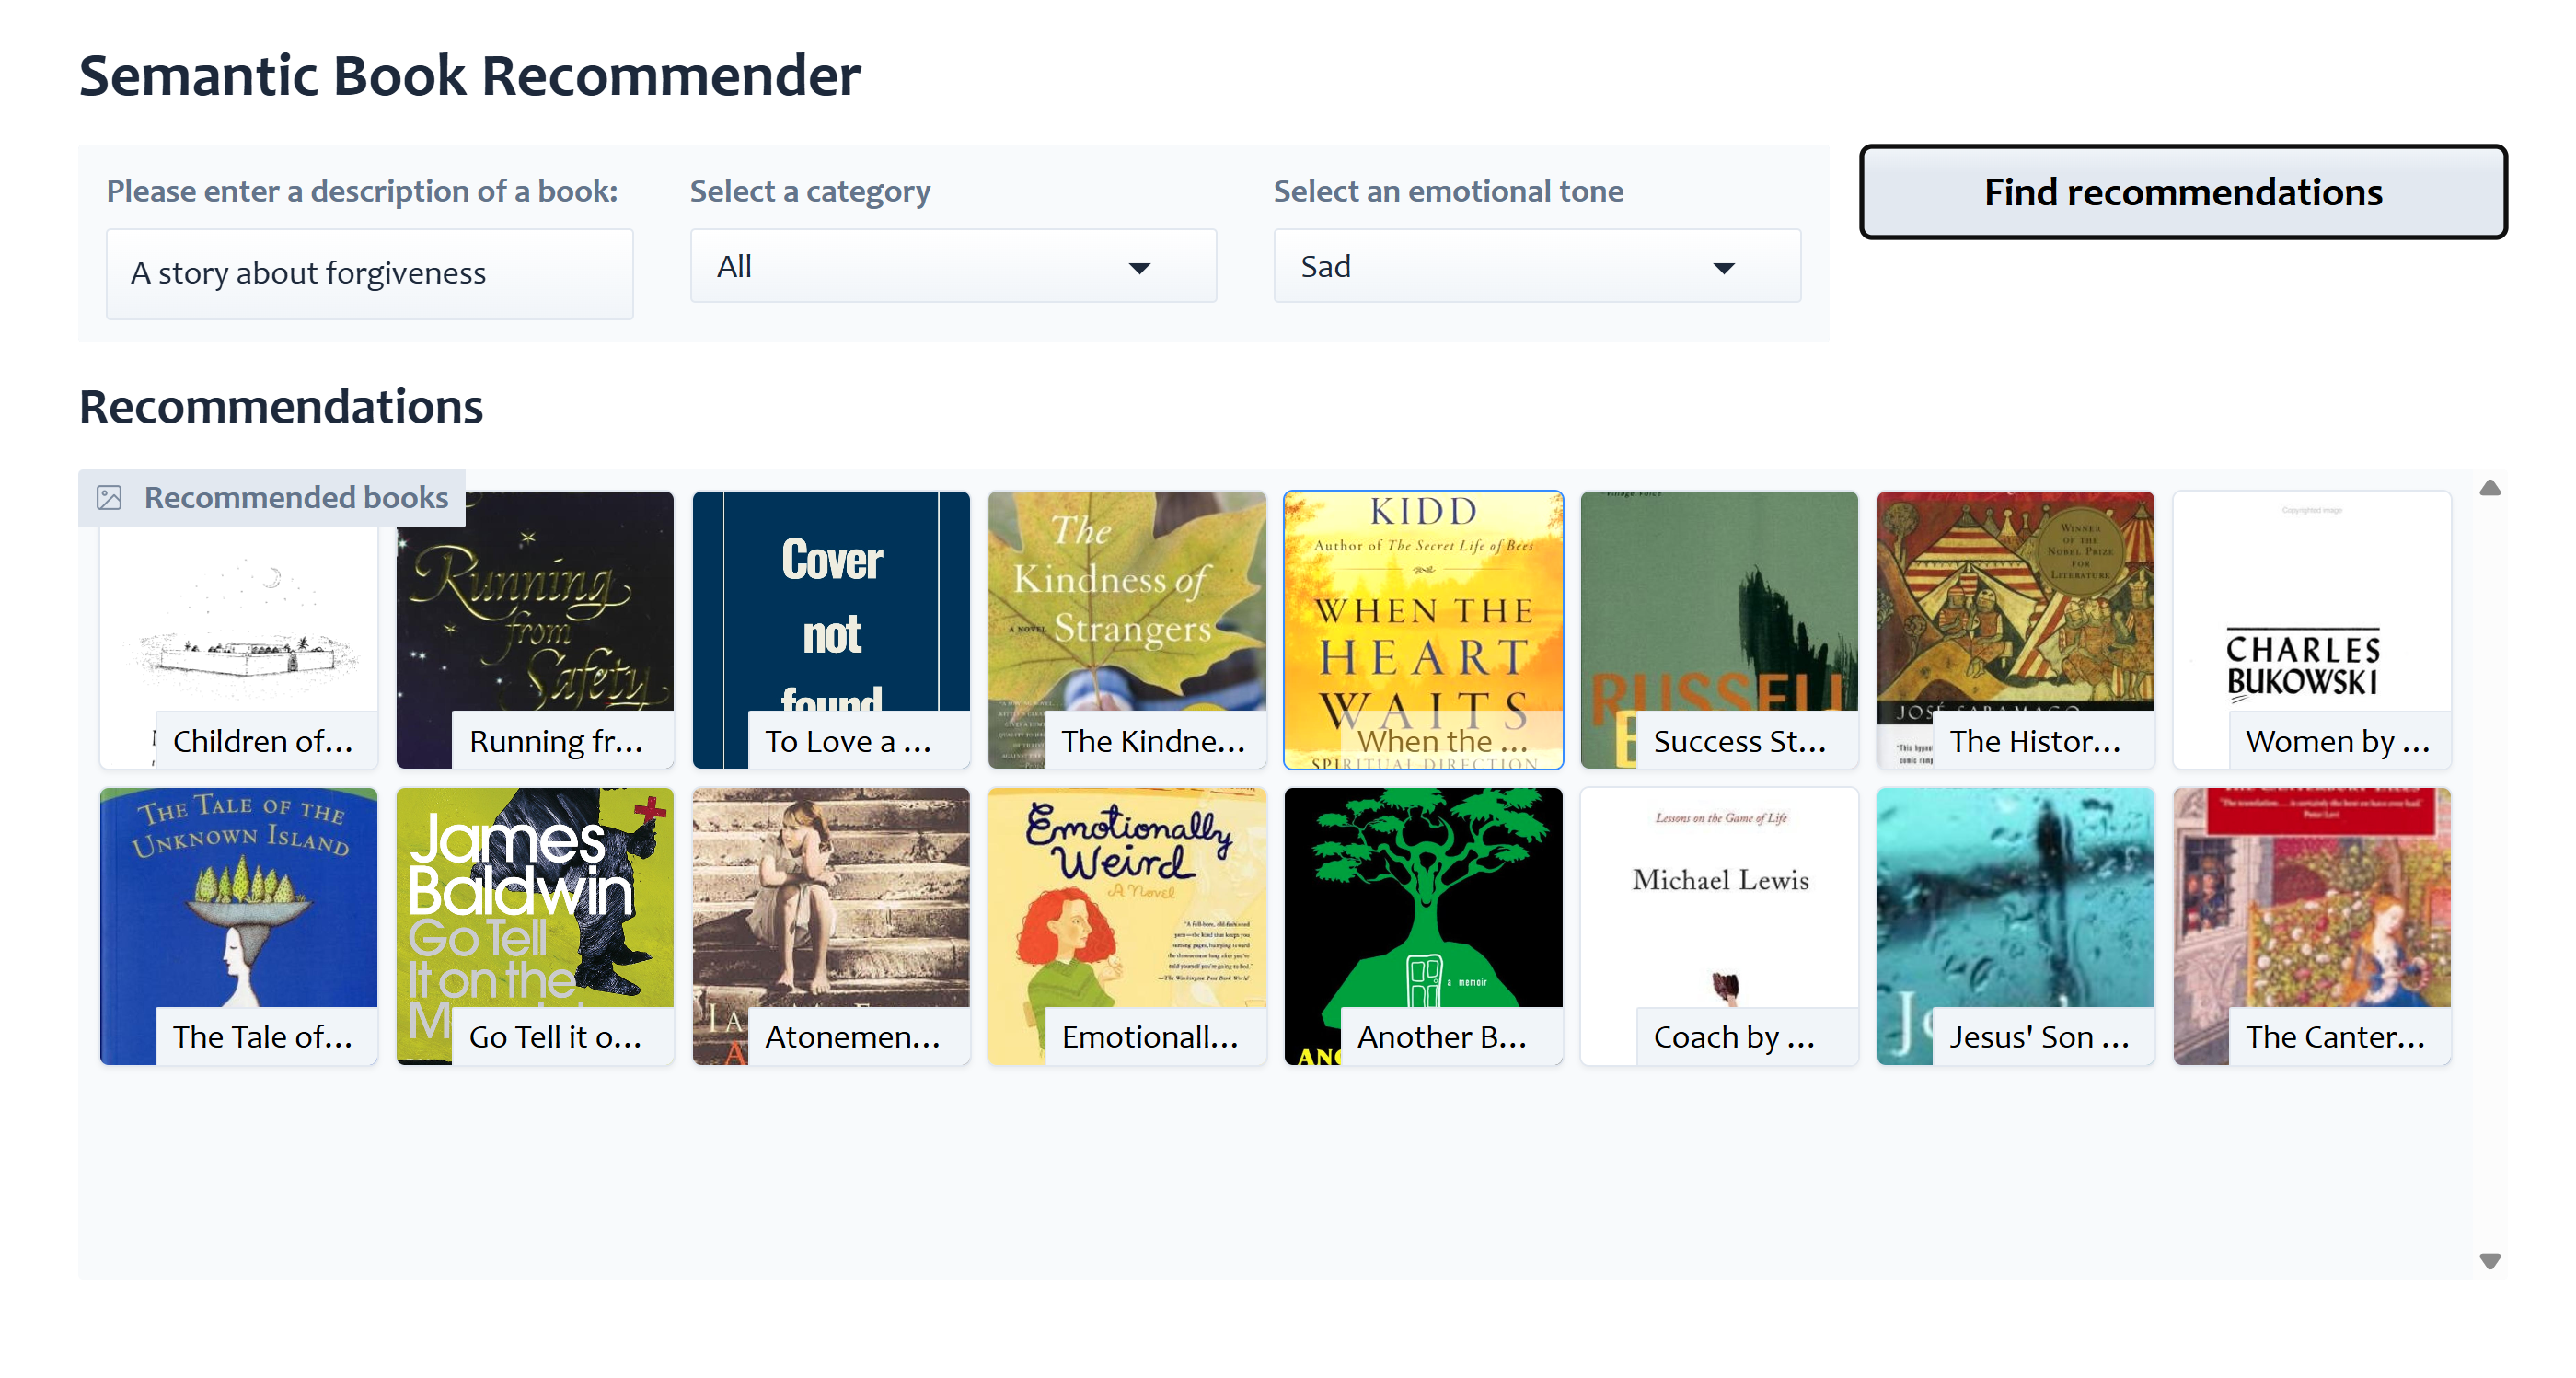 Semantic Book Recommender
Please enter a description of a book:
A story about forgiveness
Select a category
All
Select an emotional tone
Sad
Find recommendations
Recommendations
Recommended books
Children of...
Running
from
Safety
Running fr...
Cover
not
found
To Love a ...
The
Kindness of
A NOVEL
Strangers
The Kindne...
KIDD
Author of The Secret Life of Bees
WHEN THE
HEART
WAITS
When the ...
SPIRITUAL DIRECTION
Village Voice
RUSSELL
Success St...
WINNER
OF THE
NOBEL PRIZE
FOR
LITERATURE
JOSÉ SARAMAGO
The Histor...
Copyrighted image
CHARLES
BUKOWSKI
Women by ...
THE TALE OF THE
UNKNOWN ISLAND
The Tale of...
James
Baldwin
Go Tell
It on the
Go Tell it o...
IA
A
Atonemen...
Emotionally
Weird
A Novel
Emotionall...
a memoir
ANO
Another B...
Lessons on the Game of Life
Michael Lewis
Coach by ...
Je
Jesus' Son ...
The Canter...